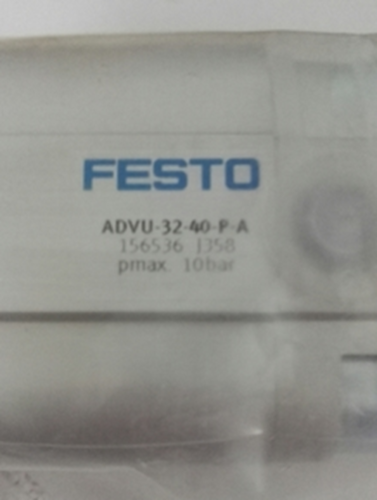 FESTO
ADVU-32-40-P-A
156536 J358
pmax. 10bar